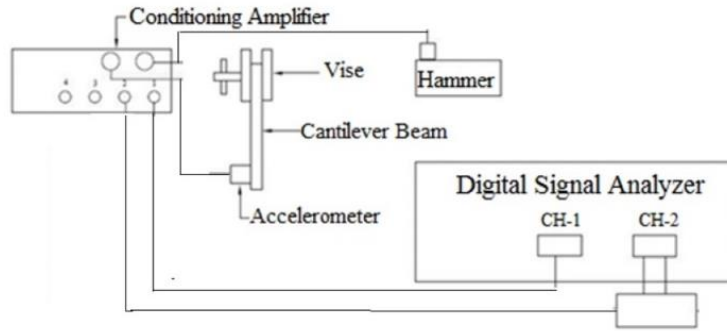 Conditioning Amplifier
Vise
Hammer
4 3 2 1
Cantilever Beam
Accelerometer
Digital Signal Analyzer
CH-1 CH-2